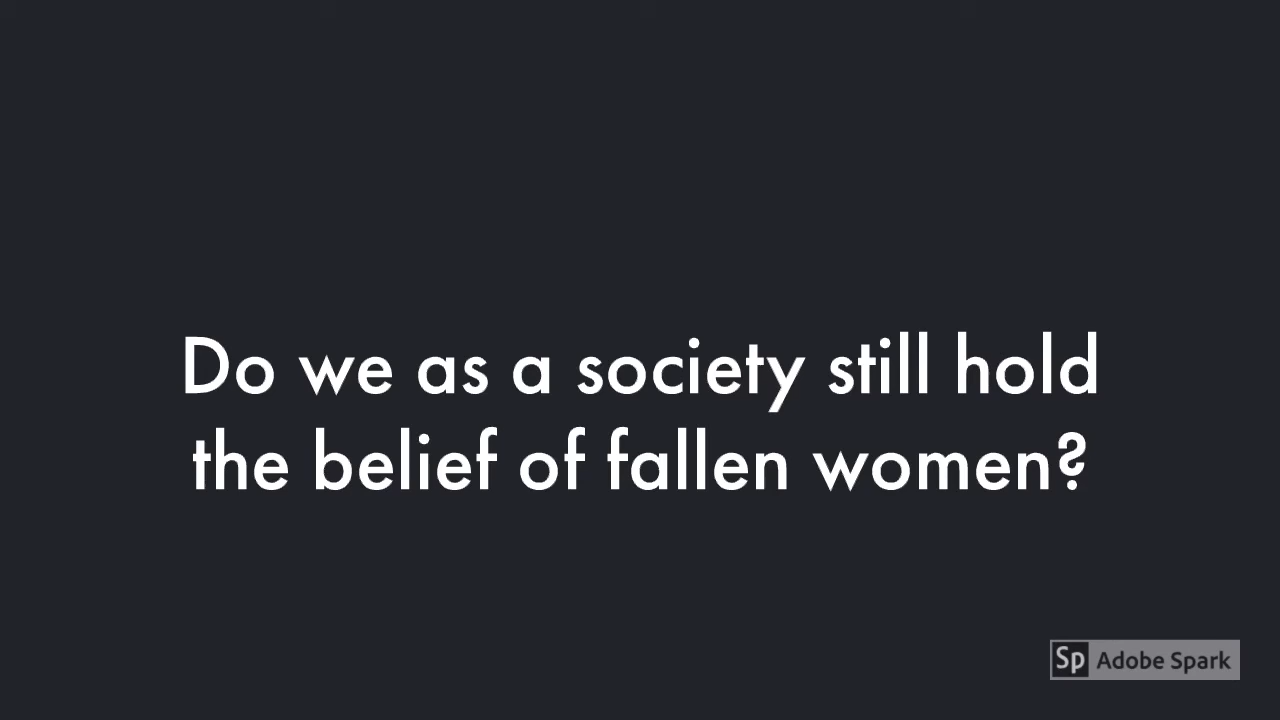 Do we as a society still hold
the belief of fallen women?
Sp Adobe Spark